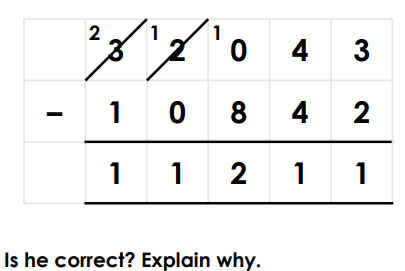 2 3 1 2 1 0 4 3
– 1 0 8 4 2
1 1 2 1 1
Is he correct? Explain why.